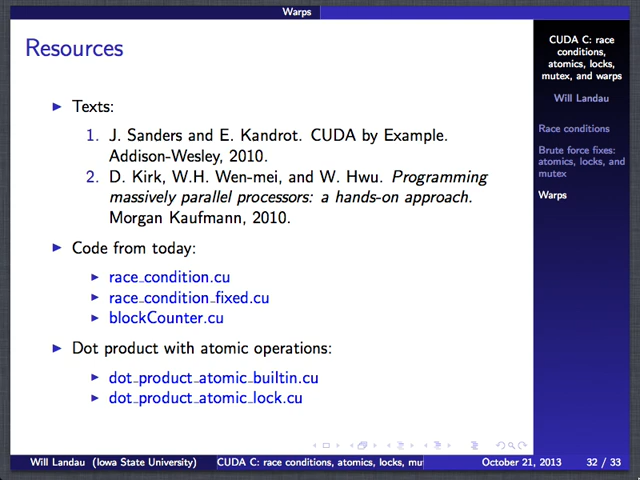 Warps
Resources
Texts:
1. J. Sanders and E. Kandrot. CUDA by Example.
Addison-Wesley, 2010.
2. D. Kirk, W.H. Wen-mei, and W. Hwu. Programming
massively parallel processors: a hands-on approach.
Morgan Kaufmann, 2010.
Code from today:
race_condition.cu
race_condition_fixed.cu
blockCounter.cu
Dot product with atomic operations:
dot_product_atomic_builtin.cu
dot_product_atomic_lock.cu
CUDA C: race
conditions,
atomics, locks,
mutex, and warps
Will Landau
Race conditions
Brute force fixes:
atomics, locks, and
mutex
Warps
Will Landau (Iowa State University)
CUDA C: race conditions, atomics, locks, mu
October 21, 2013
32 / 33